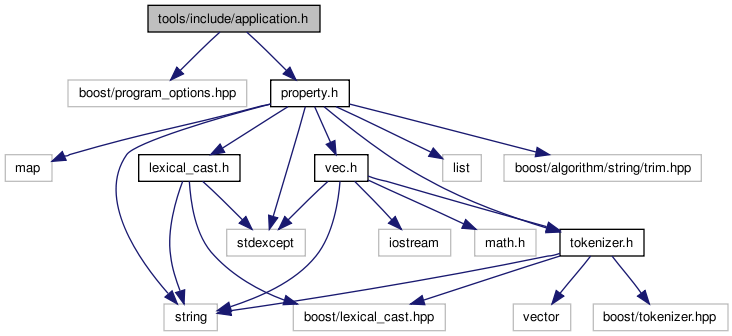 tools/include/application.h
boost/program_options.hpp
property.h
map
lexical_cast.h
vec.h
list
boost/algorithm/string/trim.hpp
stdexcept
iostream
math.h
tokenizer.h
string
boost/lexical_cast.hpp
vector
boost/tokenizer.hpp